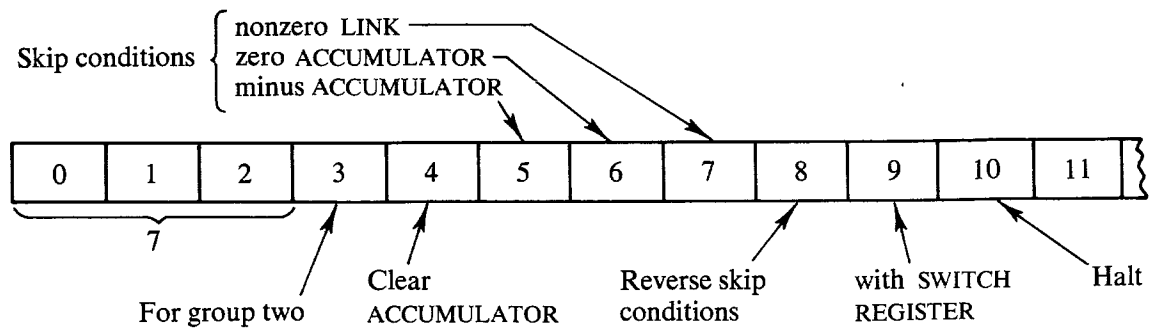 nonzero LINK
Skip conditions zero ACCUMULATOR
minus ACCUMULATOR
0 1 2 3 4 5 6 7 8 9 10 11
7
Clear Reverse skip with SWITCH Halt
For group two ACCUMULATOR conditions REGISTER